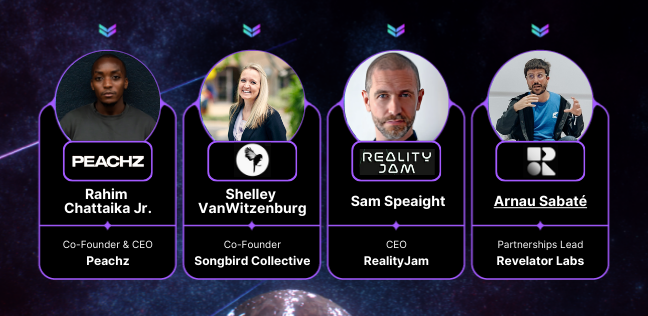 PEACHZ
Rahim
Chattaika Jr.
Co-Founder & CEO
Peachz
Shelley
VanWitzenburg
Co-Founder
Songbird Collective
REALITY
JAM
Sam Speaight
CEO
RealityJam
Arnau Sabaté
Partnerships Lead
Revelator Labs